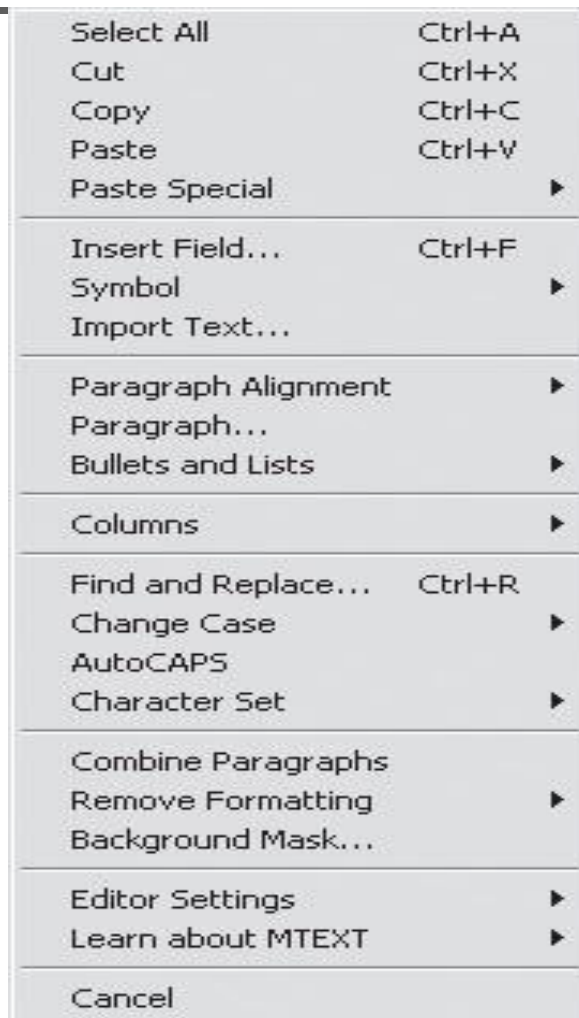 Select All Ctrl+A
Cut Ctrl+X
Copy Ctrl+C
Paste Ctrl+V
Paste Special
Insert Field... Ctrl+F
Symbol
Import Text...
Paragraph Alignment
Paragraph...
Bullets and Lists
Columns
Find and Replace... Ctrl+R
Change Case
AutoCAPS
Character Set
Combine Paragraphs
Remove Formatting
Background Mask...
Editor Settings
Learn about MTEXT
Cancel